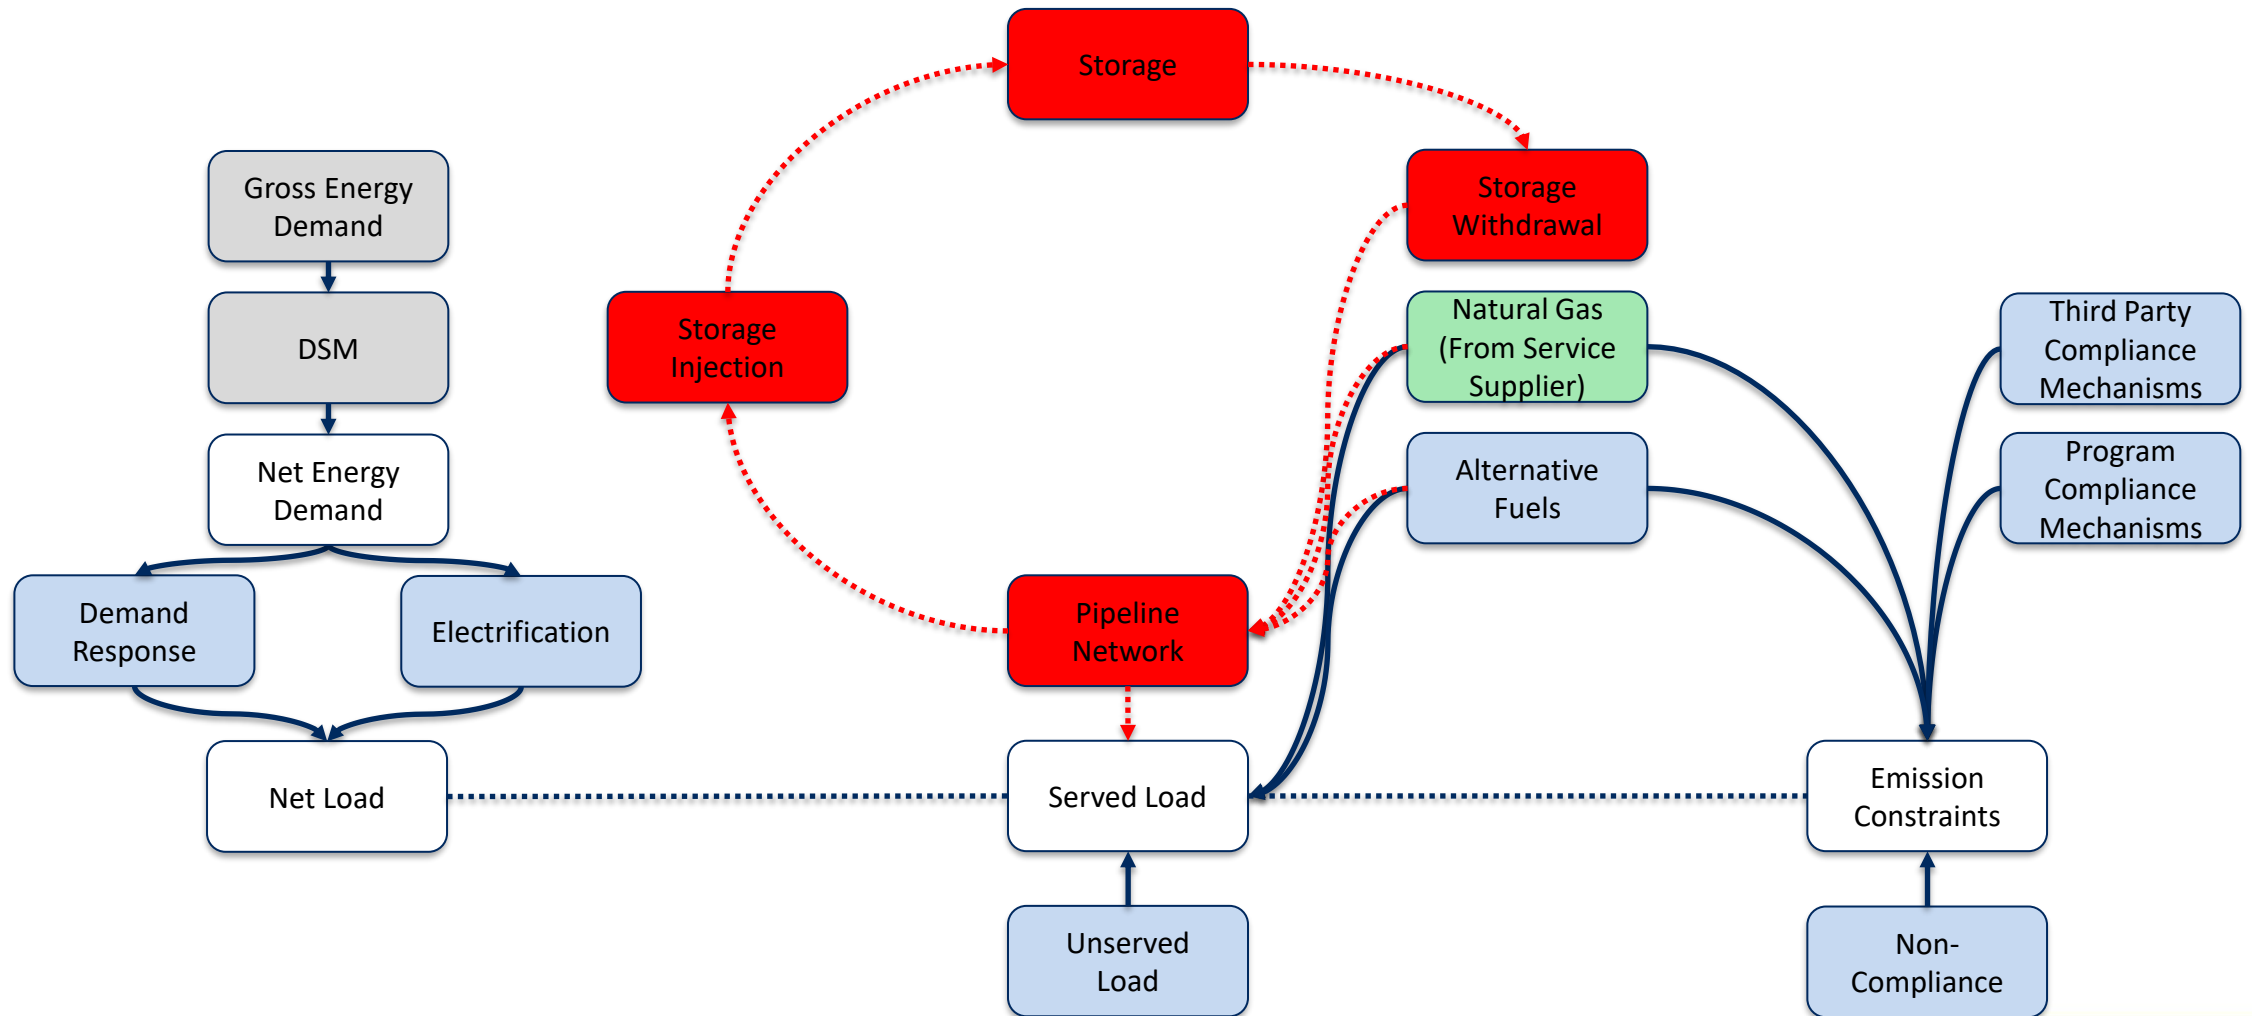 Storage
Gross Energy
Demand
Storage
Withdrawal
DSM
Storage
Injection
Natural Gas
(From Service
Supplier)
Third Party
Compliance
Mechanisms
Net Energy
Demand
Alternative
Fuels
Program
Compliance
Mechanisms
Demand
Response
Electrification
Pipeline
Network
Net Load
Served Load
Emission
Constraints
Unserved
Load
Non-
Compliance